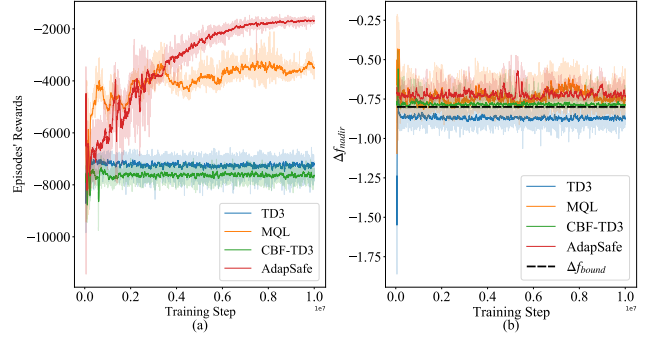 −2000
−4000
−6000
−8000
−10000
Episodes' Rewards
TD3
MQL
CBF-TD3
AdapSafe
0.0
0.2
0.4
0.6
0.8
1.0
1e7
Training Step
(a)
−0.25
−0.50
−0.75
−1.00
−1.25
−1.50
−1.75
Δf_nadir
TD3
MQL
CBF-TD3
AdapSafe
Δf_bound
0.0
0.2
0.4
0.6
0.8
1.0
1e7
Training Step
(b)